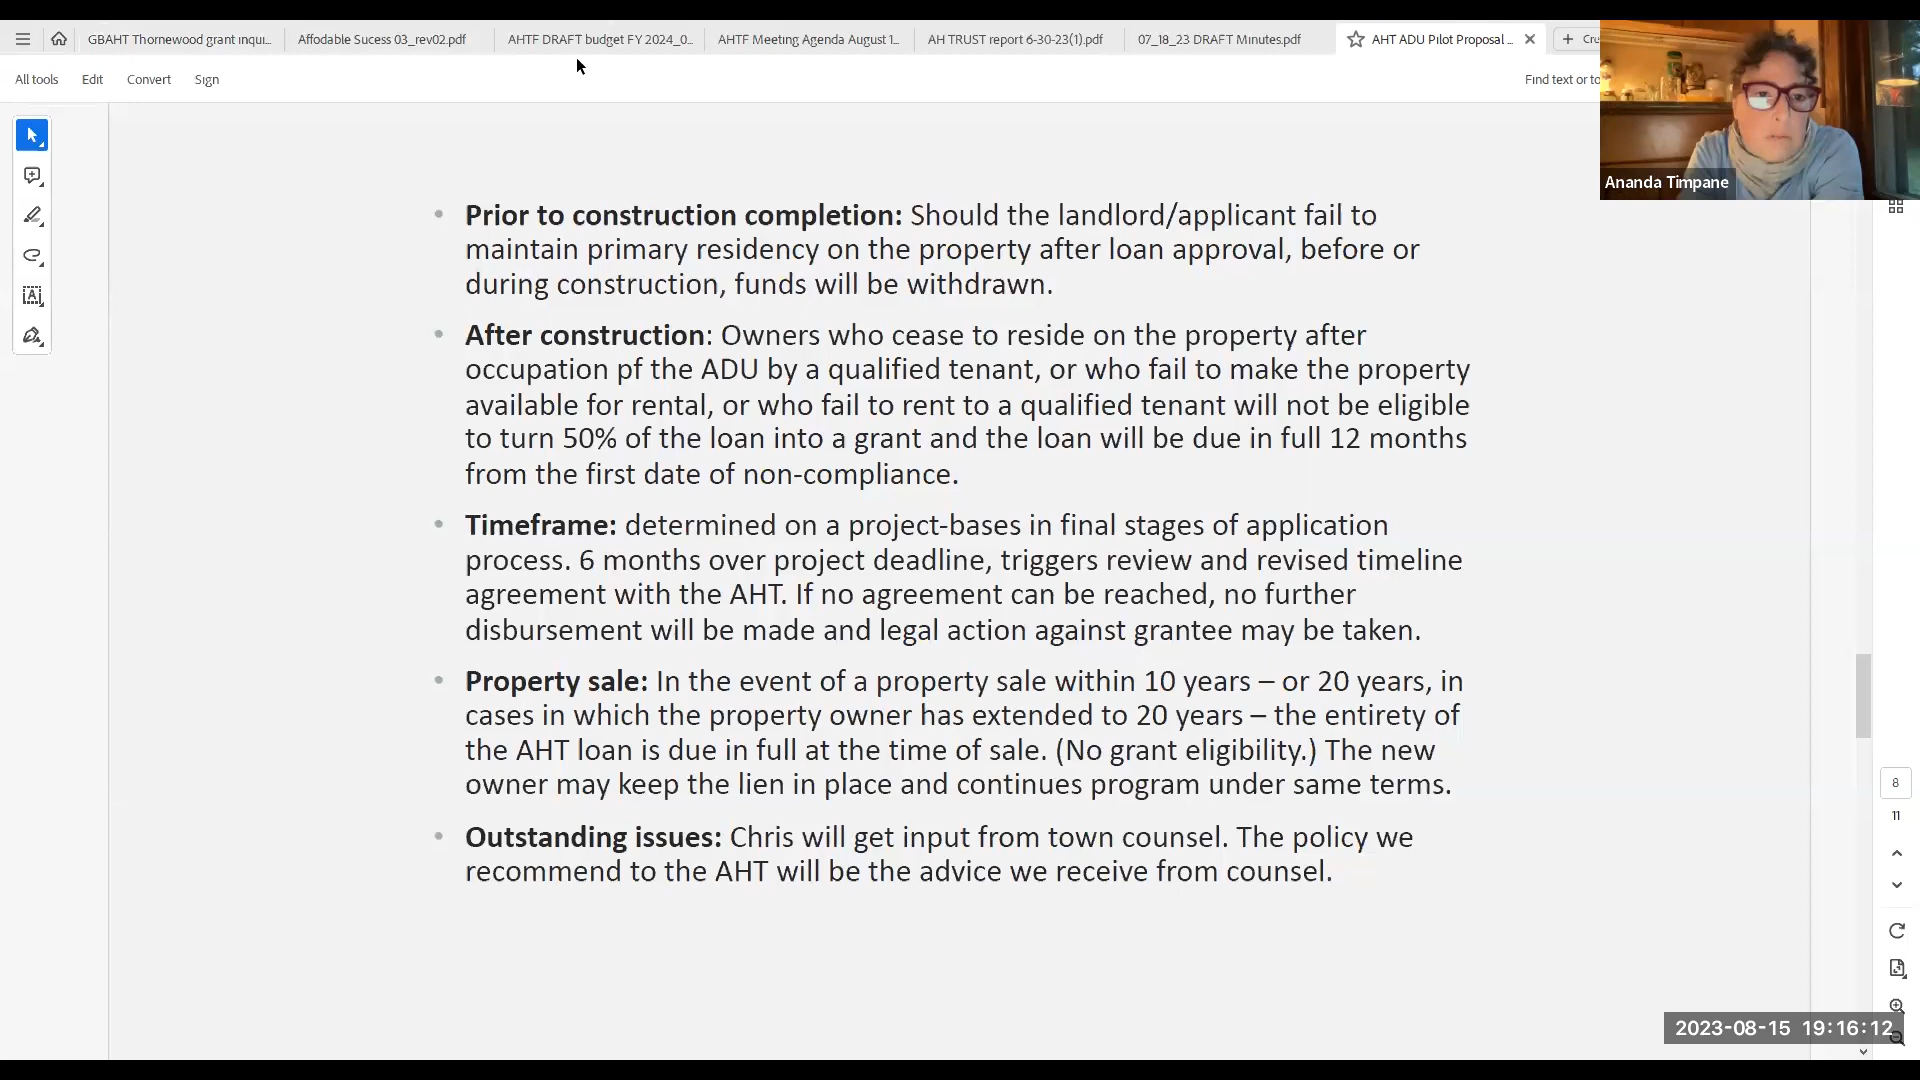 GBAHT Thornewood grant inqui...
Affodable Sucess 03_rev02.pdf
AHTF DRAFT budget FY 2024_0...
AHTF Meeting Agenda August 1...
AH TRUST report 6-30-23(1).pdf
07_18_23 DRAFT Minutes.pdf
AHT ADU Pilot Proposal ...
All tools
Edit
Convert
Sign
Find text or to
Ananda Timpane
• Prior to construction completion: Should the landlord/applicant fail to
maintain primary residency on the property after loan approval, before or
during construction, funds will be withdrawn.
• After construction: Owners who cease to reside on the property after
occupation pf the ADU by a qualified tenant, or who fail to make the property
available for rental, or who fail to rent to a qualified tenant will not be eligible
to turn 50% of the loan into a grant and the loan will be due in full 12 months
from the first date of non-compliance.
• Timeframe: determined on a project-bases in final stages of application
process. 6 months over project deadline, triggers review and revised timeline
agreement with the AHT. If no agreement can be reached, no further
disbursement will be made and legal action against grantee may be taken.
• Property sale: In the event of a property sale within 10 years – or 20 years, in
cases in which the property owner has extended to 20 years – the entirety of
the AHT loan is due in full at the time of sale. (No grant eligibility.) The new
owner may keep the lien in place and continues program under same terms.
• Outstanding issues: Chris will get input from town counsel. The policy we
recommend to the AHT will be the advice we receive from counsel.
8
11
2023-08-15 19:16:12